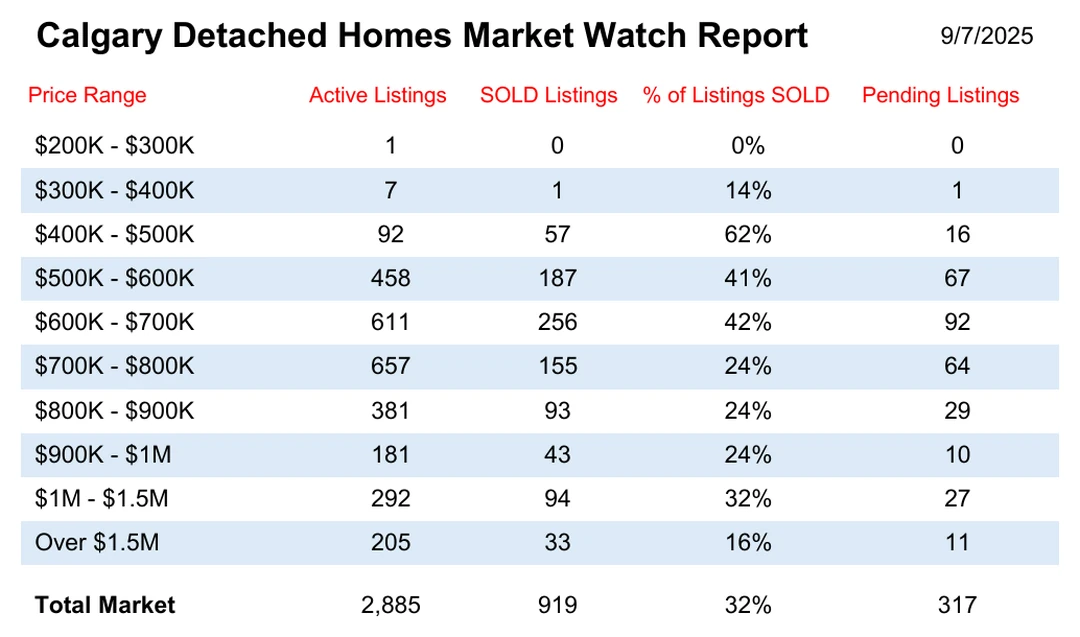 Calgary Detached Homes Market Watch Report 9/7/2025
Price Range Active Listings SOLD Listings % of Listings SOLD Pending Listings
$200K - $300K 1 0 0% 0
$300K - $400K 7 1 14% 1
$400K - $500K 92 57 62% 16
$500K - $600K 458 187 41% 67
$600K - $700K 611 256 42% 92
$700K - $800K 657 155 24% 64
$800K - $900K 381 93 24% 29
$900K - $1M 181 43 24% 10
$1M - $1.5M 292 94 32% 27
Over $1.5M 205 33 16% 11
Total Market 2,885 919 32% 317